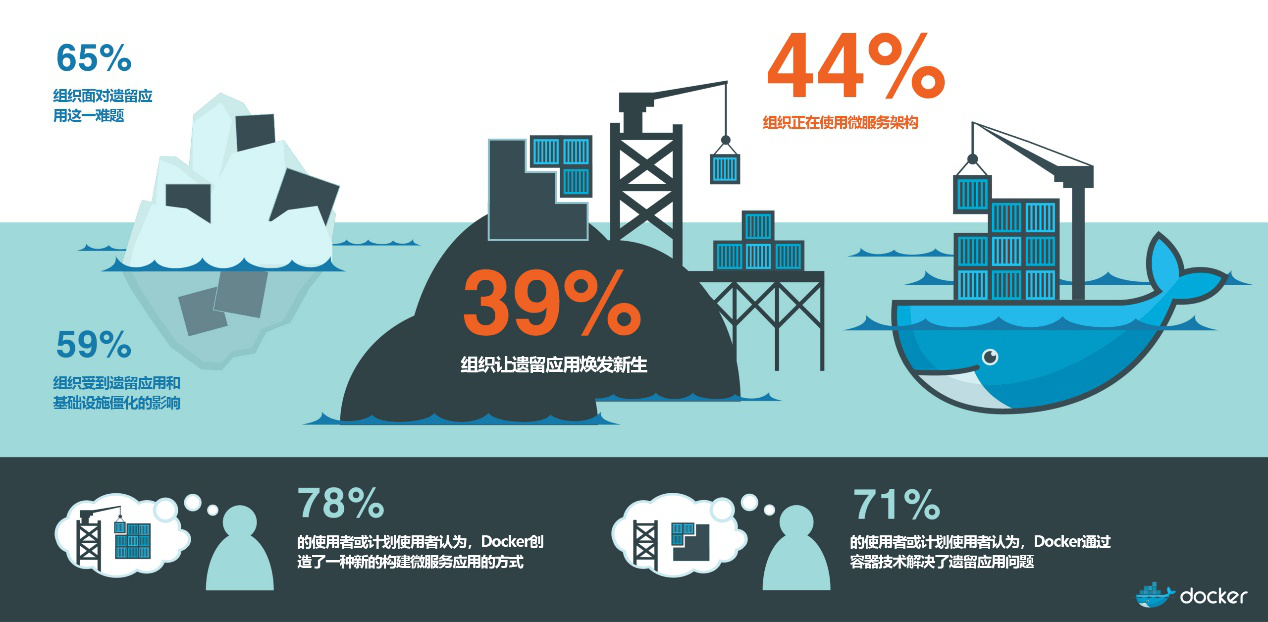 65%
组织面对遗留应
用这一难题
44%
组织正在使用微服务架构
39%
组织让遗留应用焕发新生
59%
组织受到遗留应用和
基础设施僵化的影响
78%
的使用者或计划使用者认为，Docker创
造了一种新的构建微服务应用的方式
71%
的使用者或计划使用者认为，Docker通过
容器技术解决了遗留应用问题
docker